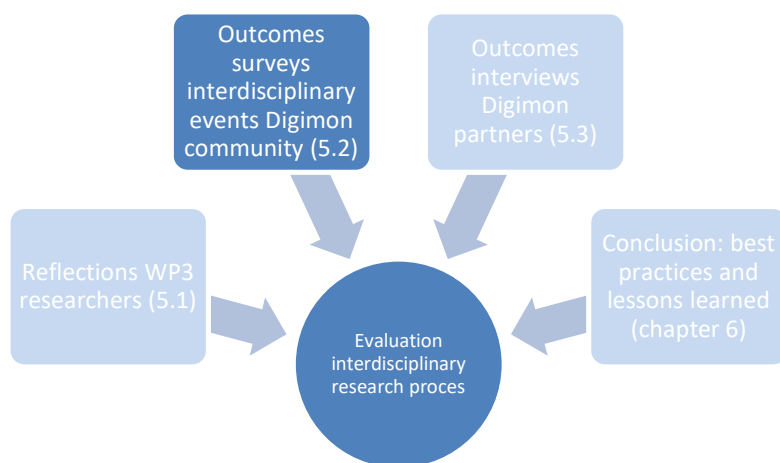 Outcomes
surveys
interdisciplinary
events Digimon
community (5.2)
Outcomes
interviews
Digimon
partners (5.3)
Reflections WP3
researchers (5.1)
Conclusion: best
practices and
lessons learned
(chapter 6)
Evaluation
interdisciplinary
research proces